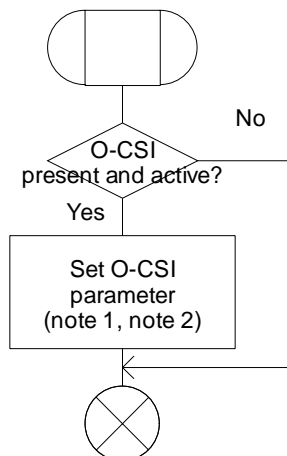 No
O-CSI
present and active?
Yes
Set O-CSI
parameter
(note 1, note 2)